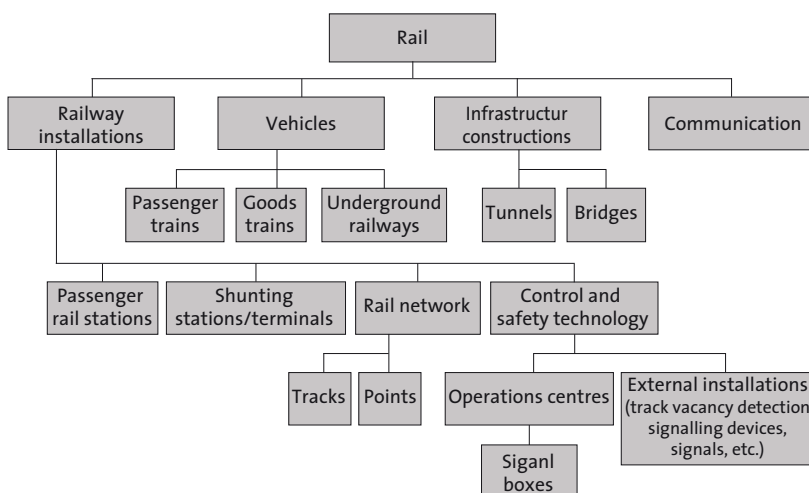 Rail
Railway
installations
Vehicles
Infrastructur
constructions
Communication
Passenger
trains
Goods
trains
Underground
railways
Tunnels
Bridges
Passenger
rail stations
Shunting
stations/terminals
Rail network
Control and
safety technology
Tracks
Points
Operations centres
External installations
(track vacancy detection
signalling devices,
signals, etc.)
Siganl
boxes